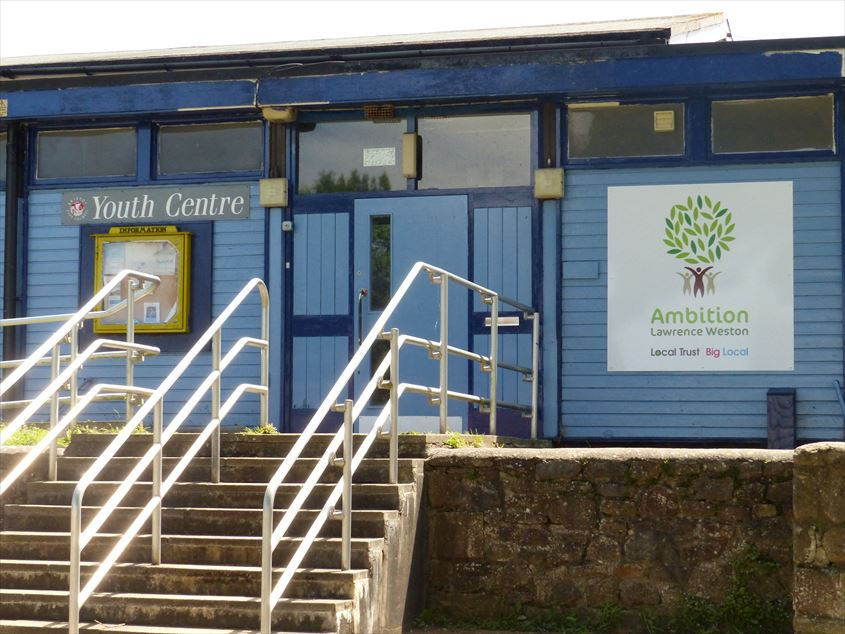 Youth Centre
INFORMATION
Ambition
Lawrence Weston
Local Trust Big Local